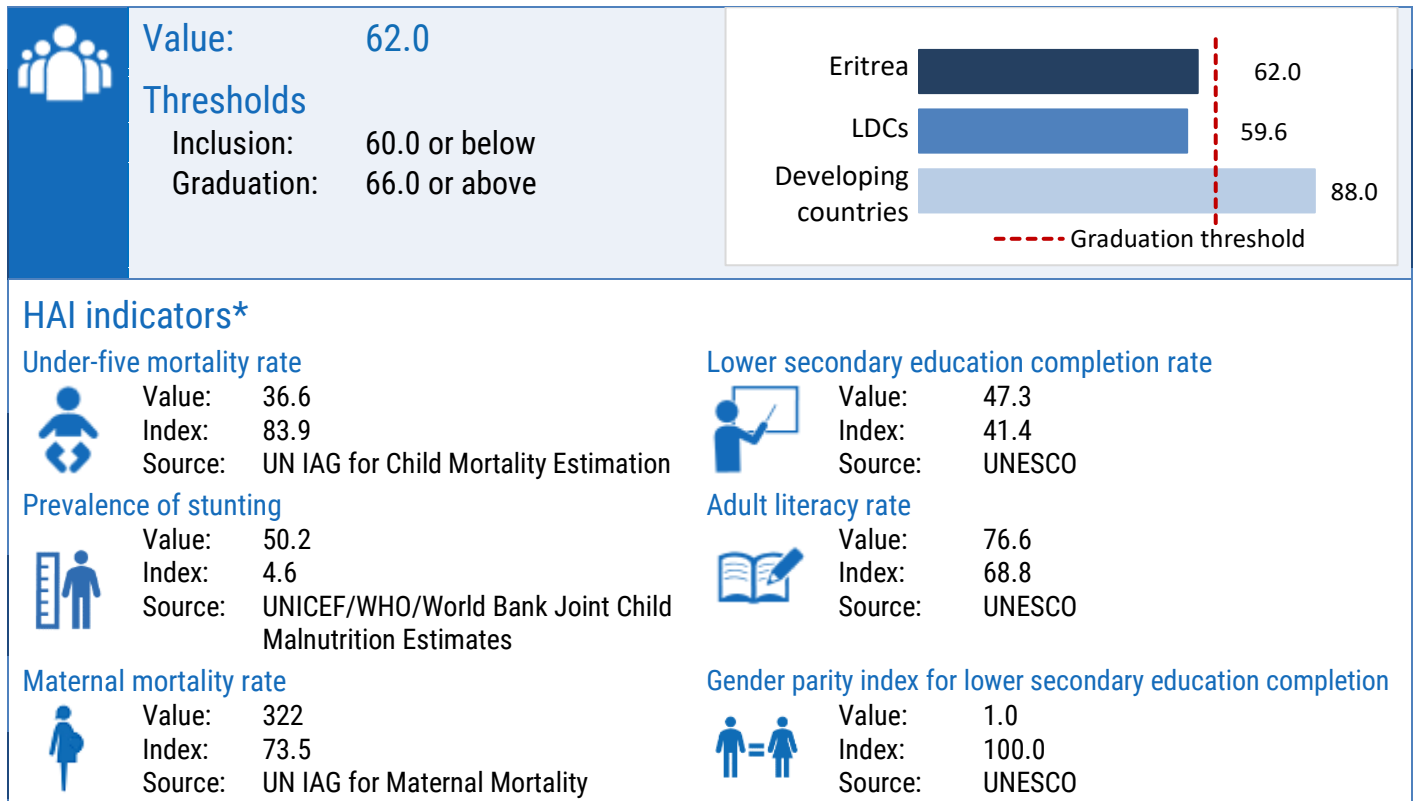 Value: 62.0
Thresholds
Inclusion: 60.0 or below
Graduation: 66.0 or above
Eritrea 62.0
LDCs 59.6
Developing
countries 88.0
Graduation threshold
HAI indicators*
Under-five mortality rate
Value: 36.6
Index: 83.9
Source: UN IAG for Child Mortality Estimation
Prevalence of stunting
Value: 50.2
Index: 4.6
Source: UNICEF/WHO/World Bank Joint Child
Malnutrition Estimates
Maternal mortality rate
Value: 322
Index: 73.5
Source: UN IAG for Maternal Mortality
Lower secondary education completion rate
Value: 47.3
Index: 41.4
Source: UNESCO
Adult literacy rate
Value: 76.6
Index: 68.8
Source: UNESCO
Gender parity index for lower secondary education completion
Value: 1.0
Index: 100.0
Source: UNESCO